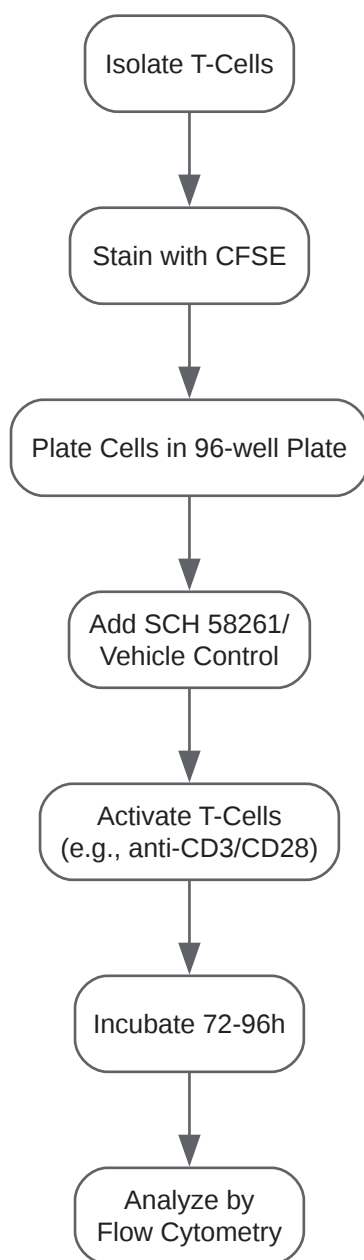 Isolate T-Cells
Stain with CFSE
Plate Cells in 96-well Plate
Add SCH 58261/
Vehicle Control
Activate T-Cells
(e.g., anti-CD3/CD28)
Incubate 72-96h
Analyze by
Flow Cytometry